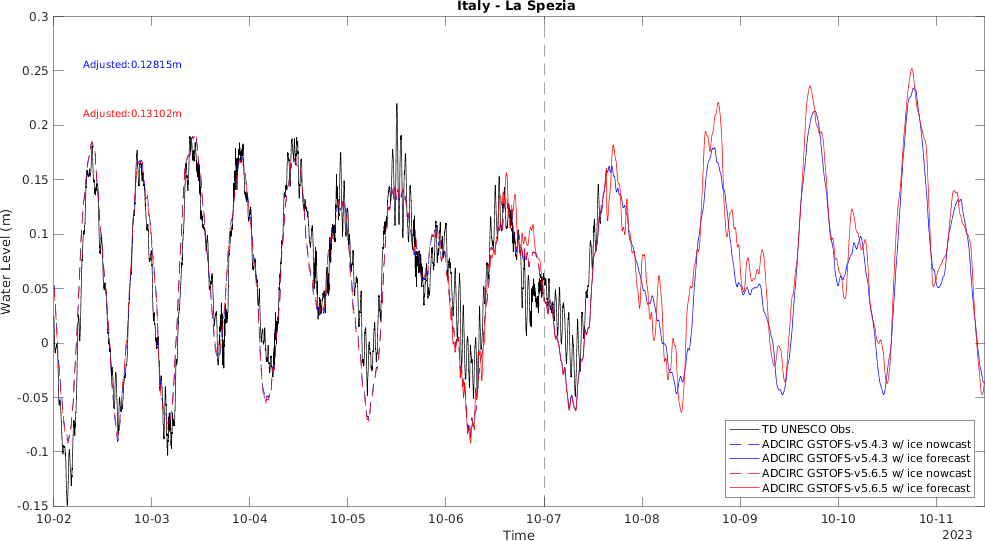 Italy - La Spezia
0.3
0.25
0.2
0.15
0.1
0.05
0
-0.05
-0.1
-0.15
Water Level (m)
Adjusted:0.12815m
Adjusted:0.13102m
TD UNESCO Obs.
ADCIRC GSTOFS-v5.4.3 w/ ice nowcast
ADCIRC GSTOFS-v5.4.3 w/ ice forecast
ADCIRC GSTOFS-v5.6.5 w/ ice nowcast
ADCIRC GSTOFS-v5.6.5 w/ ice forecast
10-02 10-03 10-04 10-05 10-06 10-07 10-08 10-09 10-10 10-11
Time
2023